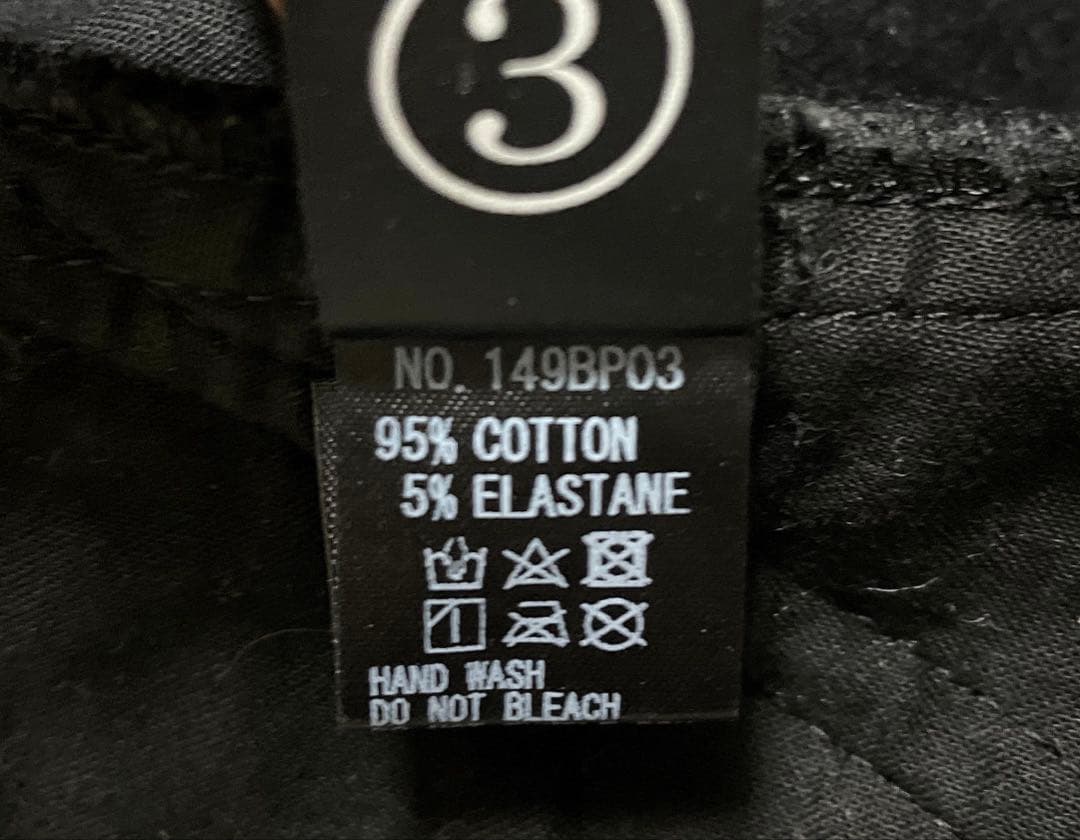 3
NO. 149BP03
95% COTTON
5% ELASTANE
HAND WASH
DO NOT BLEACH